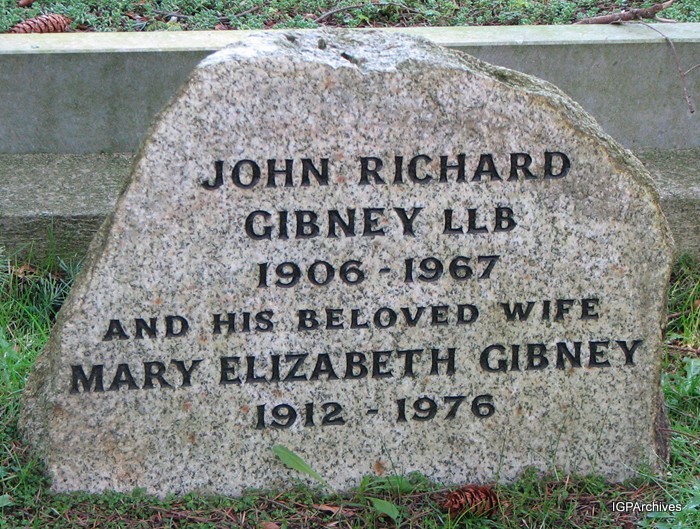 JOHN RICHARD
GIBNEY LLB
1906 - 1967
AND HIS BELOVED WIFE
MARY ELIZABETH GIBNEY
1912 - 1976
IGPArchives